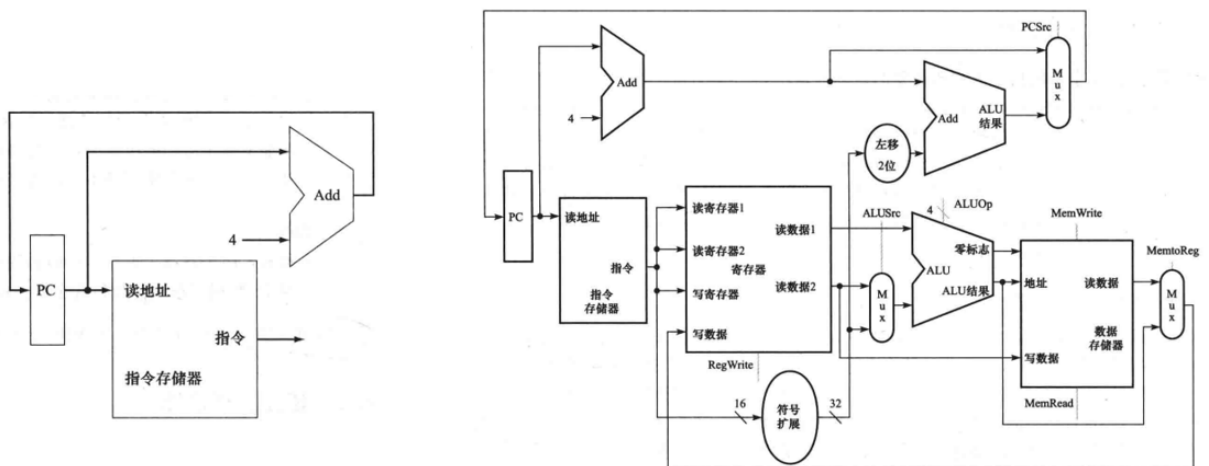 Add
4
PC
读地址
指令
指令存储器
PCSrc
Add
4
Mux
Add
ALU
结果
左移
2位
PC
读地址
指令
指令
存储器
读寄存器1
读寄存器2
写寄存器
写数据
寄存器
读数据1
读数据2
RegWrite
16
符号
扩展
32
ALUSrc
Mux
4
ALUOp
零标志
ALU
ALU结果
MemWrite
地址
读数据
数据
存储器
写数据
MemRead
MemtoReg
Mux